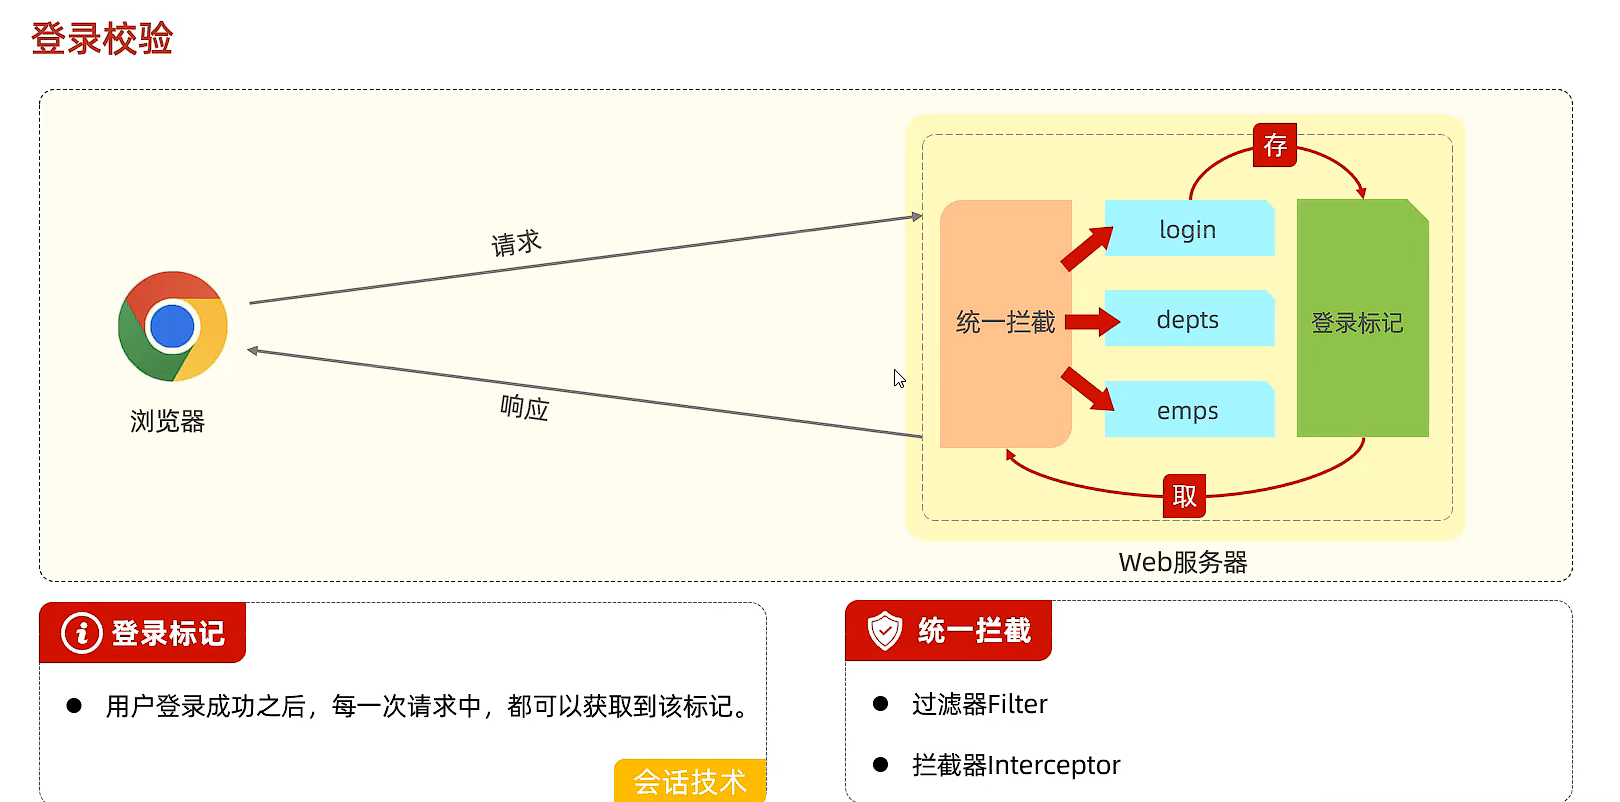 登录校验
存
请求
login
统一拦截
depts
登录标记
响应
emps
浏览器
取
Web服务器
登录标记
用户登录成功之后，每一次请求中，都可以获取到该标记。
会话技术
统一拦截
过滤器Filter
拦截器Interceptor